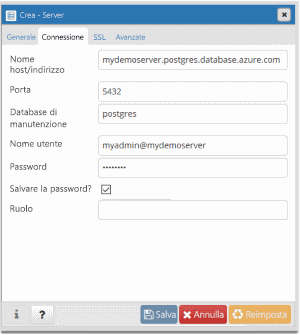 Crea - Server
Generale Connessione SSL Avanzate
Nome host/indirizzo mydemoserver.postgres.database.azure.com
Porta 5432
Database di manutenzione postgres
Nome utente myadmin@mydemoserver
Password ••••••••
Salvare la password?
Ruolo
i ? Salva Annulla Reimposta